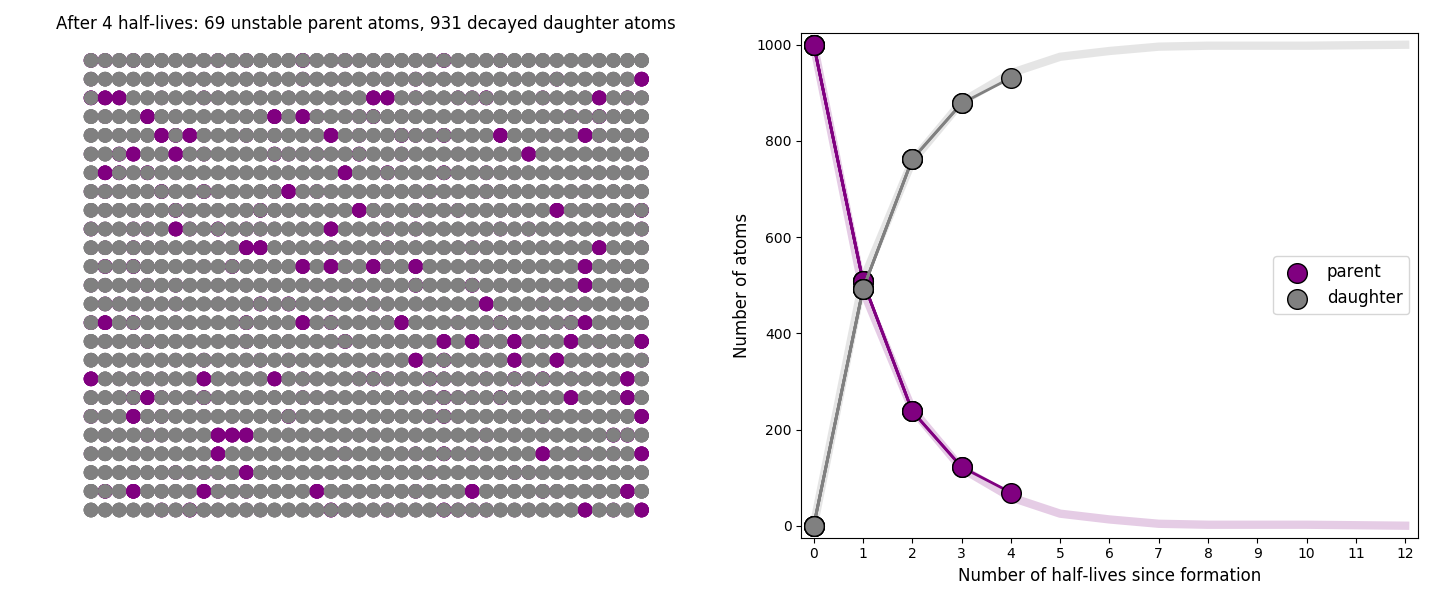 After 4 half-lives: 69 unstable parent atoms, 931 decayed daughter atoms
1000
800
600
400
200
0
Number of atoms
parent
daughter
0 1 2 3 4 5 6 7 8 9 10 11 12
Number of half-lives since formation